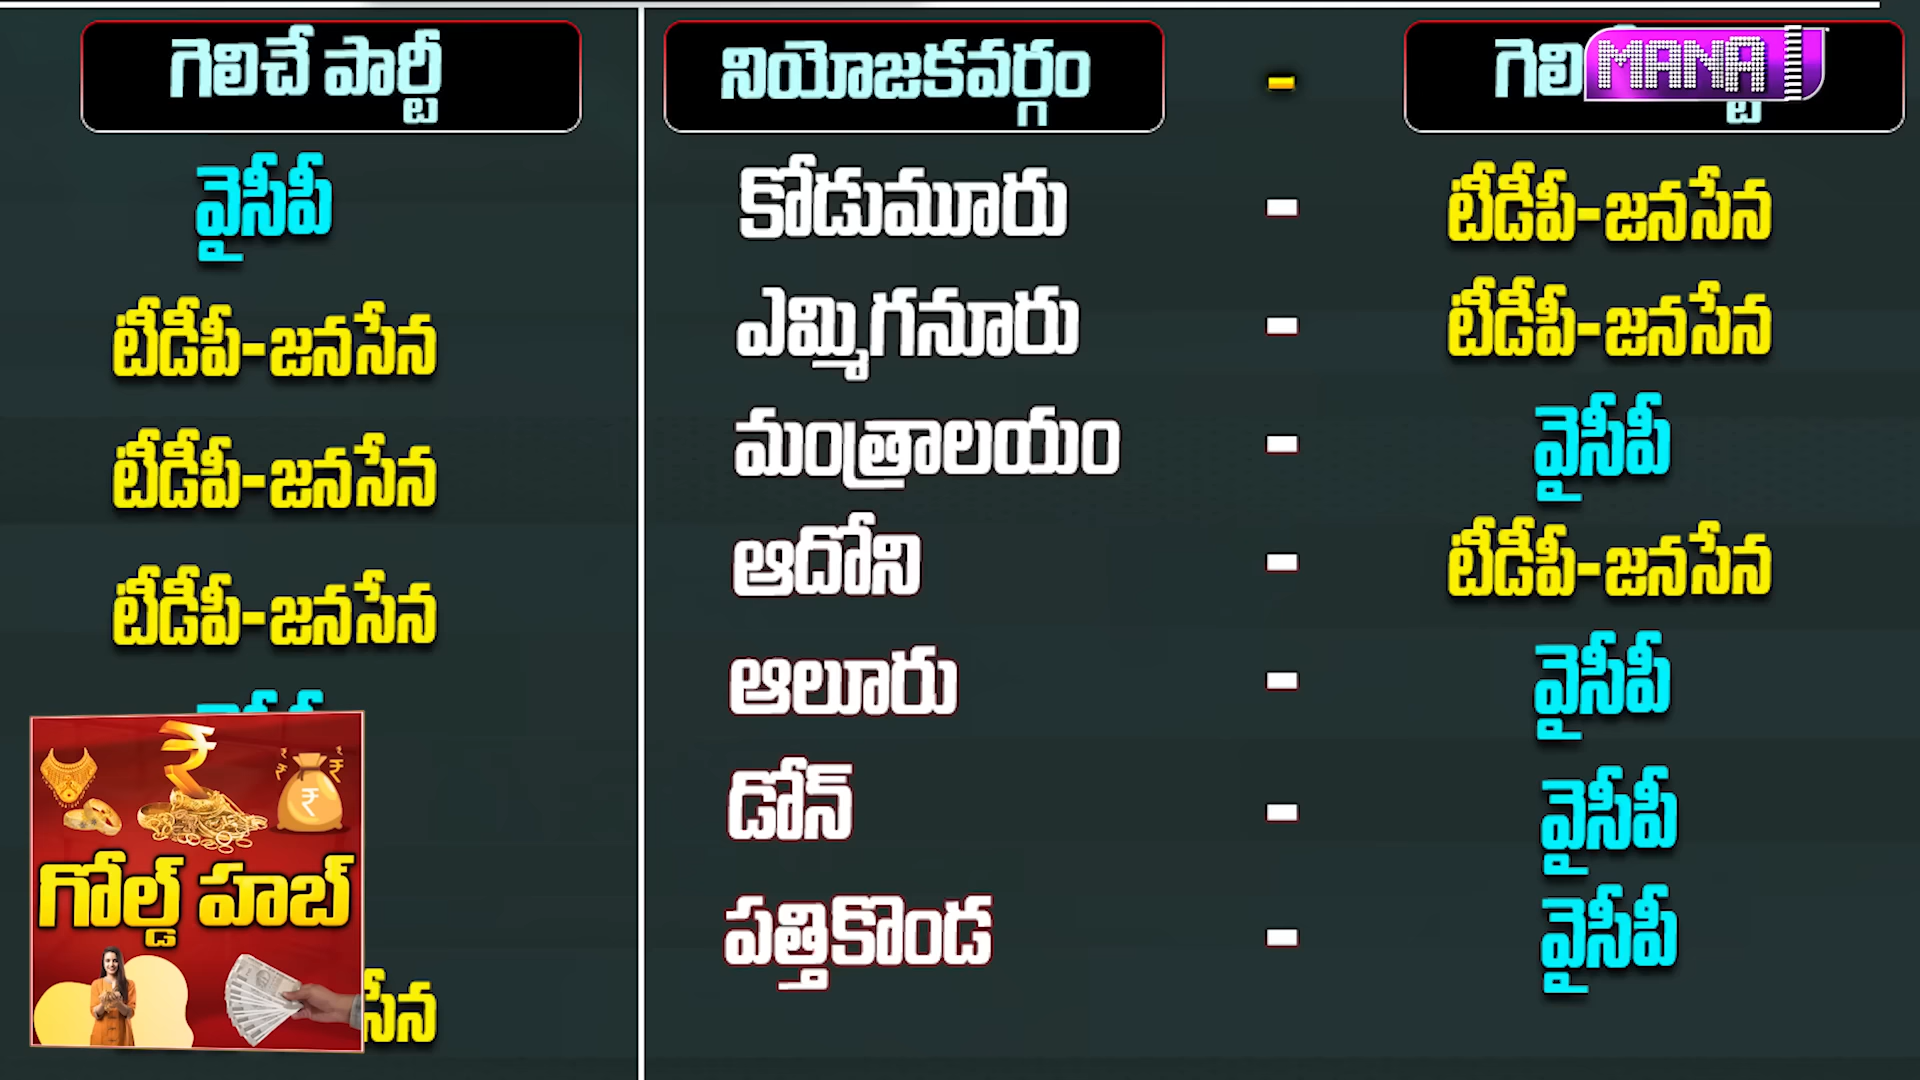 గెలిచే పార్టీ
నియోజకవర్గం -
MANA
వైసీపీ
కోడుమూరు - టీడీపీ-జనసేన
టీడీపీ-జనసేన
ఎమ్మిగనూరు - టీడీపీ-జనసేన
టీడీపీ-జనసేన
మంత్రాలయం - వైసీపీ
టీడీపీ-జనసేన
ఆదోని - టీడీపీ-జనసేన
ఆలూరు - వైసీపీ
డోన్ - వైసీపీ
పత్తికొండ - వైసీపీ
గోల్డ్ హబ్